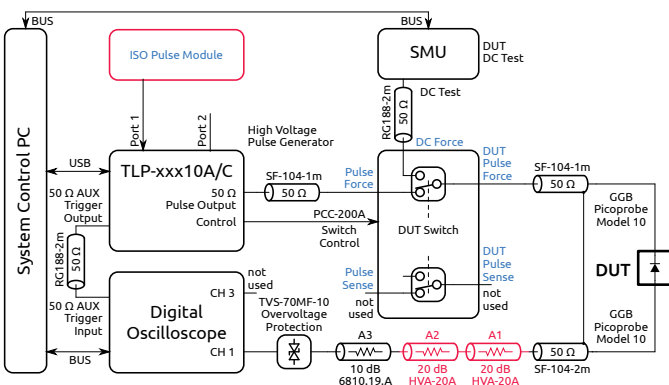 BUS
BUS
System Control PC
ISO Pulse Module
Port 1
Port 2
USB
TLP-xxx10A/C
50 Ω
Pulse Output
Control
50 Ω AUX
Trigger
Output
RG188-2m
50 Ω
50 Ω AUX
Trigger
Input
BUS
High Voltage
Pulse Generator
SF-104-1m
50 Ω
PCC-200A
Switch
Control
SMU
DUT
DC Test
DC Test
RG188-2m
50 Ω
DC Force
Pulse
Force
DUT
Pulse
Force
DUT Switch
Pulse
Sense
not
used
DUT
Pulse
Sense
not
used
SF-104-1m
50 Ω
GGB
Picoprobe
Model 10
DUT
GGB
Picoprobe
Model 10
Digital
Oscilloscope
CH 3
CH 1
not
used
TVS-70MF-10
Overvoltage
Protection
A3
10 dB
6810.19.A
A2
20 dB
HVA-20A
A1
20 dB
HVA-20A
50 Ω
SF-104-2m